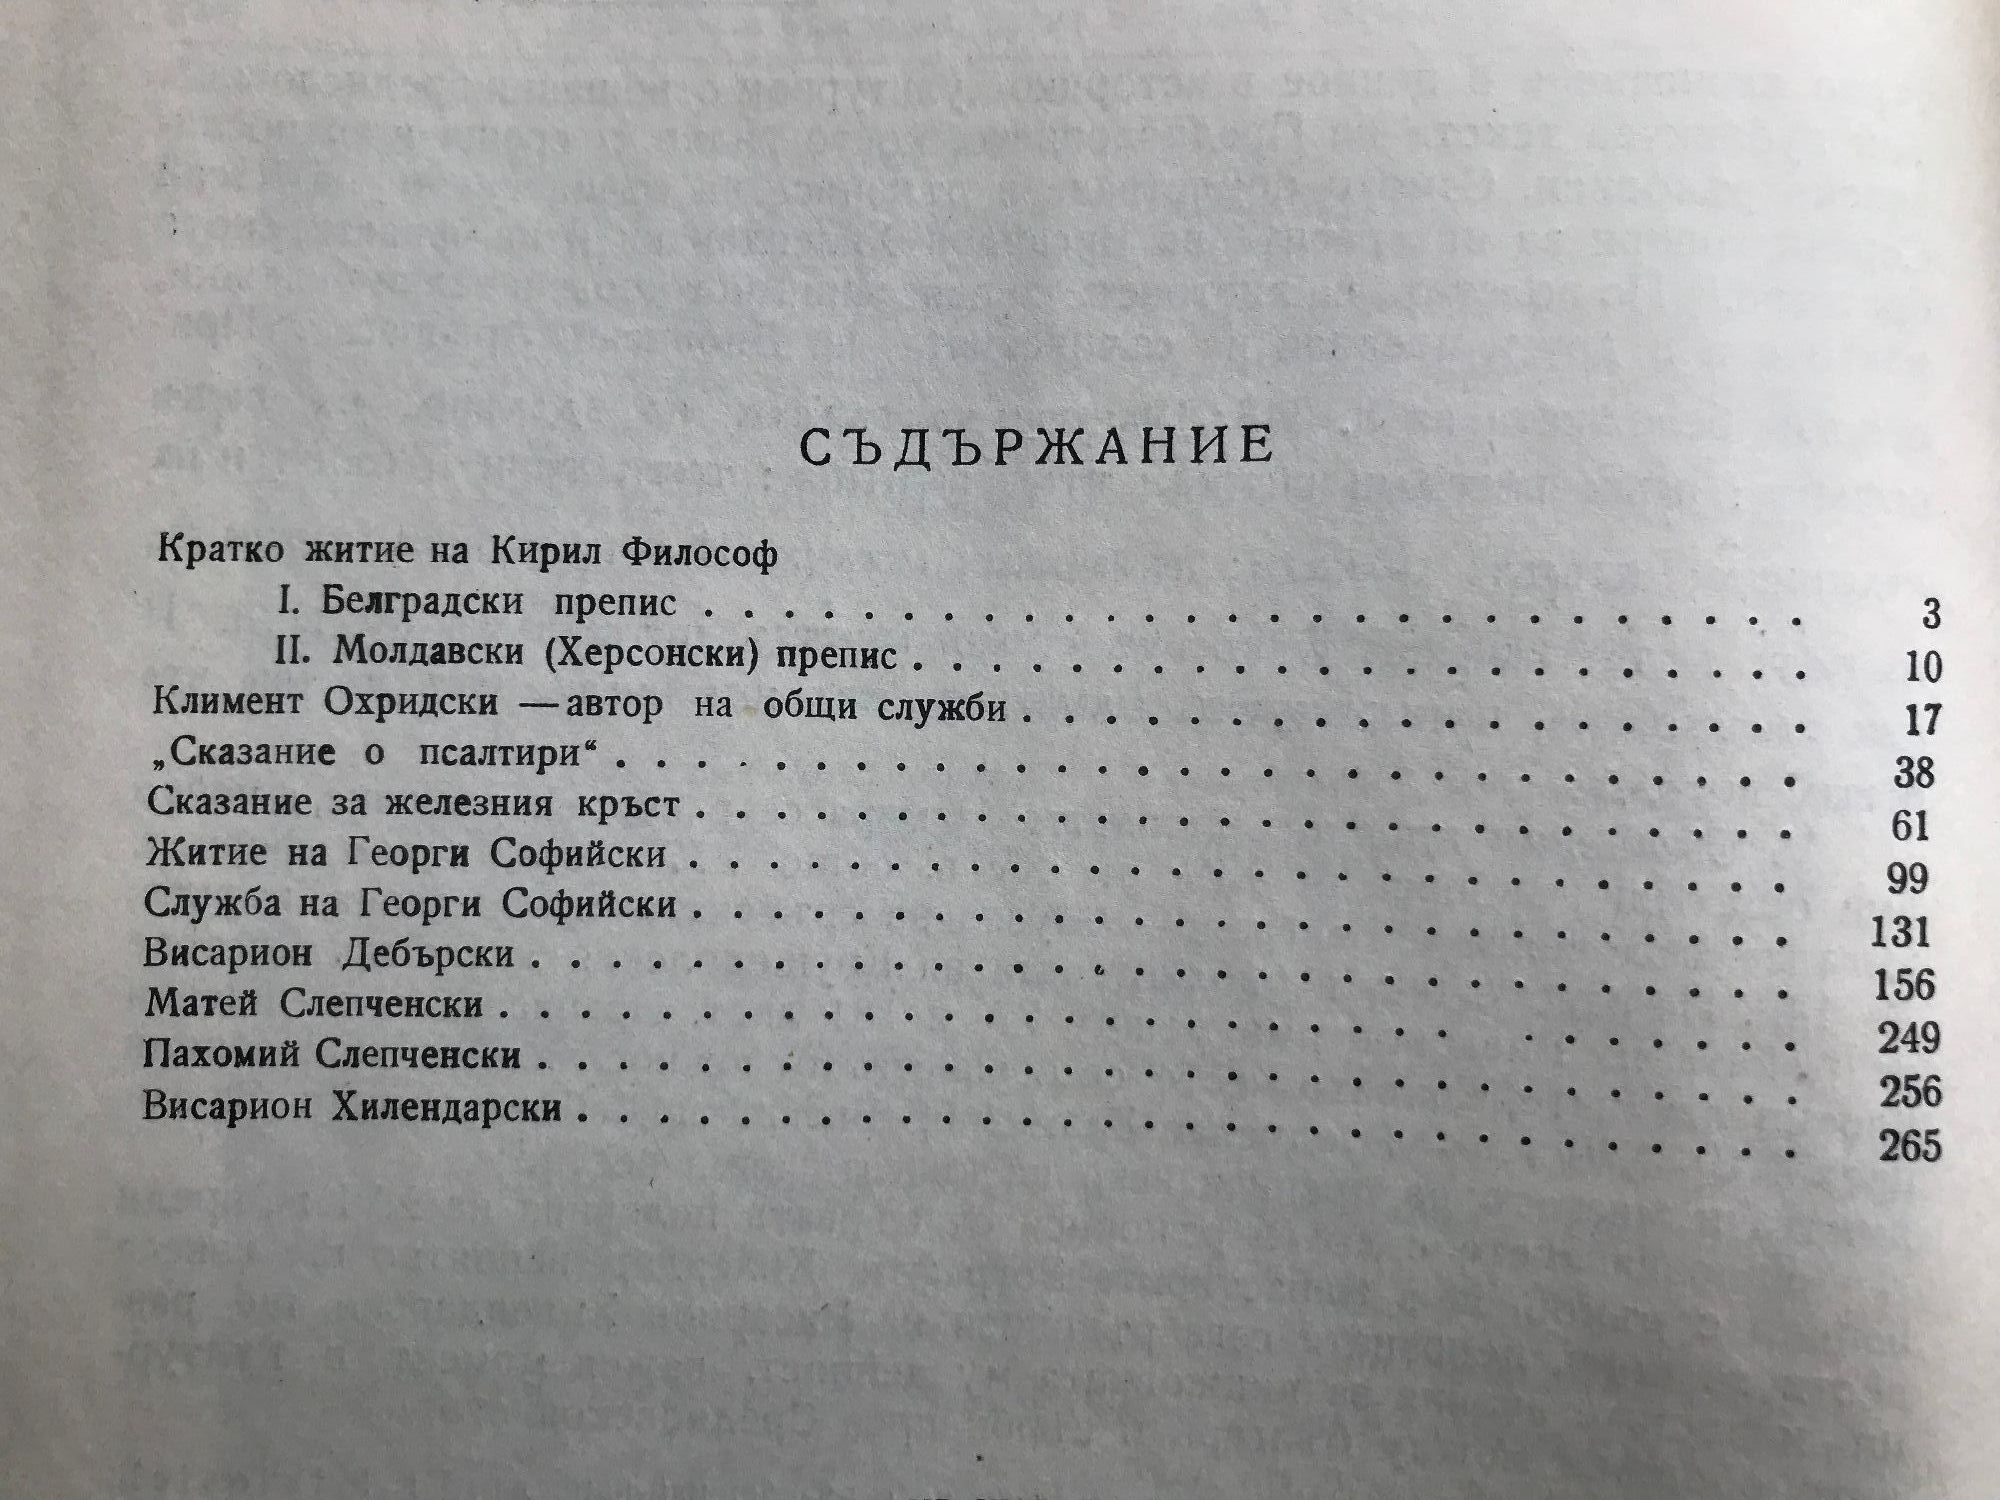 СЪДЪРЖАНИЕ
Кратко житие на Кирил Философ
I. Белградски препис . . . . . . . . . . . . . . . . . . . . . . . . . . . 3
II. Молдавски (Херсонски) препис . . . . . . . . . . . . . . . . . . . . . . 10
Климент Охридски — автор на общи служби . . . . . . . . . . . . . . . . . . . 17
„Сказание о псалтири“ . . . . . . . . . . . . . . . . . . . . . . . . . . . . . 38
Сказание за железния кръст . . . . . . . . . . . . . . . . . . . . . . . . . . . 61
Житие на Георги Софийски . . . . . . . . . . . . . . . . . . . . . . . . . . . 99
Служба на Георги Софийски . . . . . . . . . . . . . . . . . . . . . . . . . . . 131
Висарион Дебърски . . . . . . . . . . . . . . . . . . . . . . . . . . . . . . . 156
Матей Слепченски . . . . . . . . . . . . . . . . . . . . . . . . . . . . . . . 249
Пахомий Слепченски . . . . . . . . . . . . . . . . . . . . . . . . . . . . . . . 256
Висарион Хилендарски . . . . . . . . . . . . . . . . . . . . . . . . . . . . . . 265